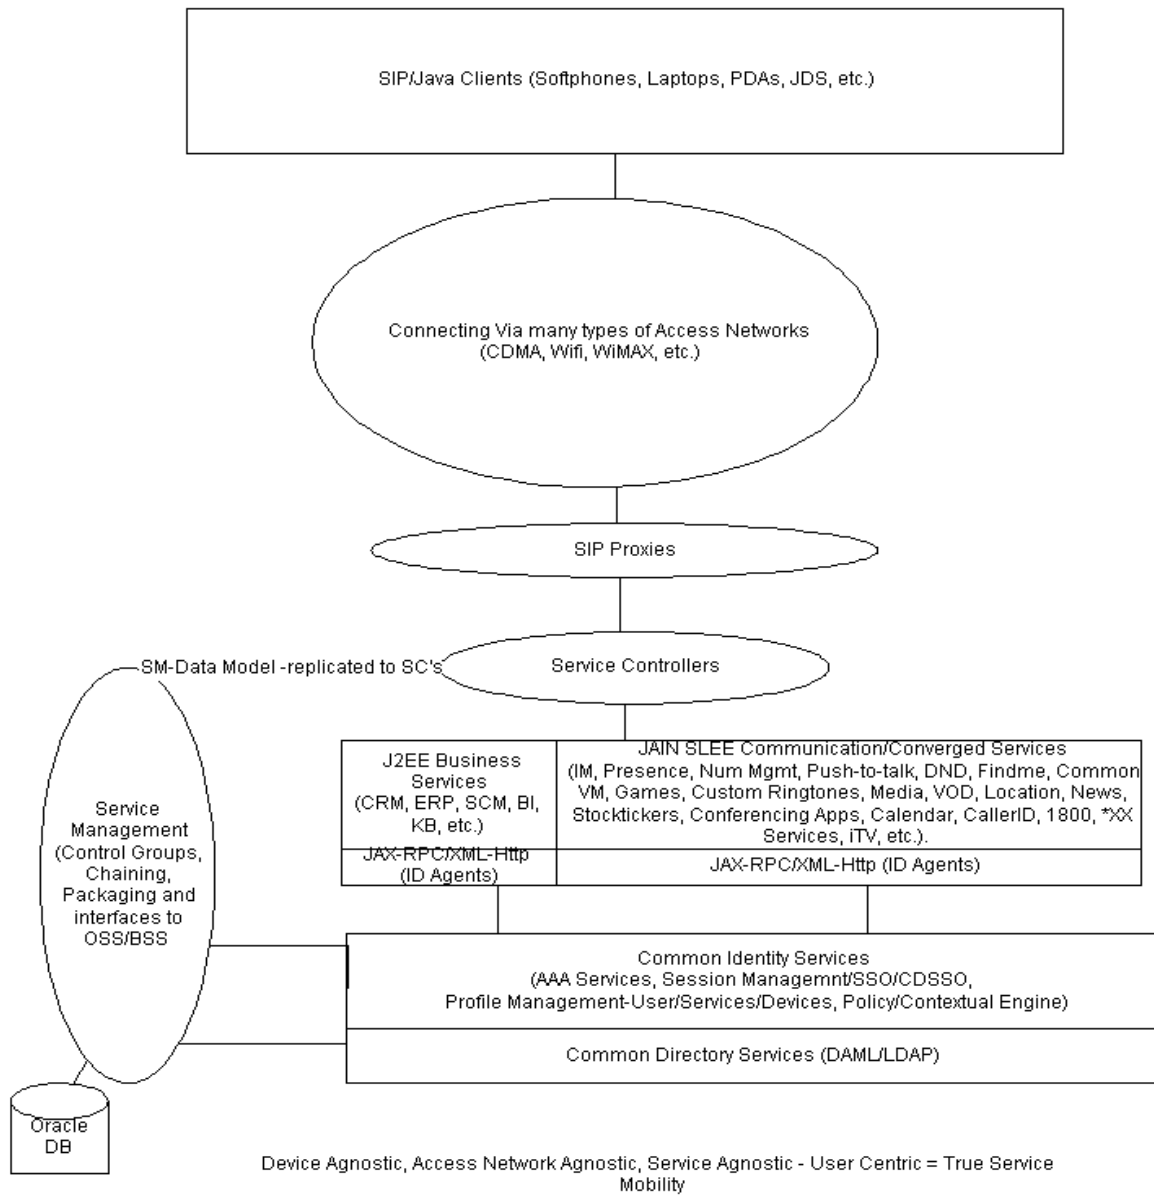 SIP/Java Clients (Softphones, Laptops, PDAs, JDS, etc.)
Connecting Via many types of Access Networks
(CDMA, Wifi, WiMAX, etc.)
SIP Proxies
SM-Data Model -replicated to SC's
Service Controllers
J2EE Business
Services
(CRM, ERP, SCM, BI,
KB, etc.)
JAIN SLEE Communication/Converged Services
(IM, Presence, Num Mgmt, Push-to-talk, DND, Findme, Common
VM, Games, Custom Ringtones, Media, VOD, Location, News,
Stocktickers, Conferencing Apps, Calendar, CallerID, 1800, *XX
Services, iTV, etc.).
JAX-RPC/XML-Http
(ID Agents)
JAX-RPC/XML-Http (ID Agents)
Service
Management
(Control Groups,
Chaining,
Packaging and
interfaces to
OSS/BSS
Common Identity Services
(AAA Services, Session Managemnt/SSO/CDSSO,
Profile Management-User/Services/Devices, Policy/Contextual Engine)
Common Directory Services (DAML/LDAP)
Oracle
DB
Device Agnostic, Access Network Agnostic, Service Agnostic - User Centric = True Service
Mobility